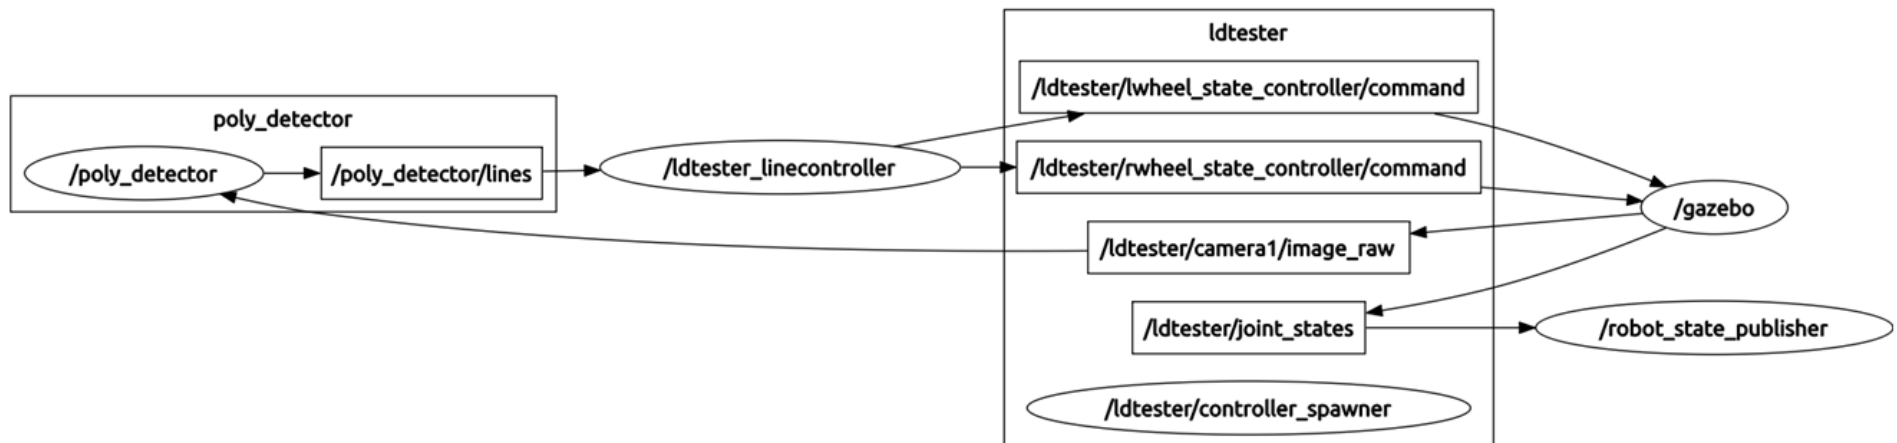 poly_detector
/poly_detector
/poly_detector/lines
/ldtester_linecontroller
ldtester
/ldtester/lwheel_state_controller/command
/ldtester/rwheel_state_controller/command
/ldtester/camera1/image_raw
/ldtester/joint_states
/ldtester/controller_spawner
/gazebo
/robot_state_publisher